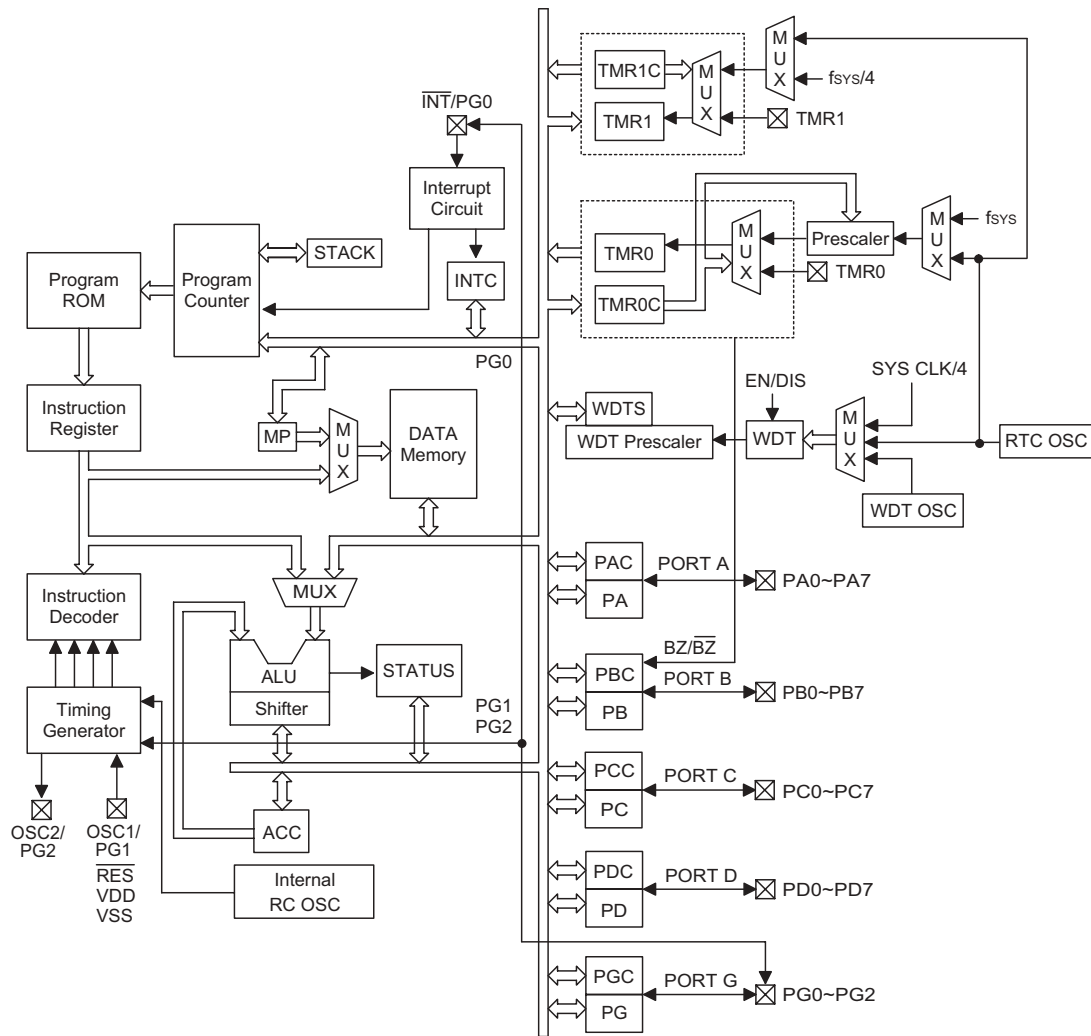 M
U
X
fSYS/4
TMR1C
M
U
X
TMR1
TMR1
INT/PG0
Interrupt
Circuit
INTC
STACK
Program
ROM
Program
Counter
PG0
Prescaler
M
U
X
fSYS
TMR0
M
U
X
TMR0
TMR0C
Instruction
Register
MP
M
U
X
DATA
Memory
EN/DIS
SYS CLK/4
WDTS
WDT Prescaler
WDT
M
U
X
RTC OSC
WDT OSC
Instruction
Decoder
MUX
ALU
Shifter
STATUS
Timing
Generator
PG1
PG2
OSC2/
PG2
OSC1/
PG1
RES
VDD
VSS
ACC
Internal
RC OSC
PAC
PA
PORT A
PA0~PA7
BZ/BZ
PBC
PB
PORT B
PB0~PB7
PCC
PC
PORT C
PC0~PC7
PDC
PD
PORT D
PD0~PD7
PGC
PG
PORT G
PG0~PG2